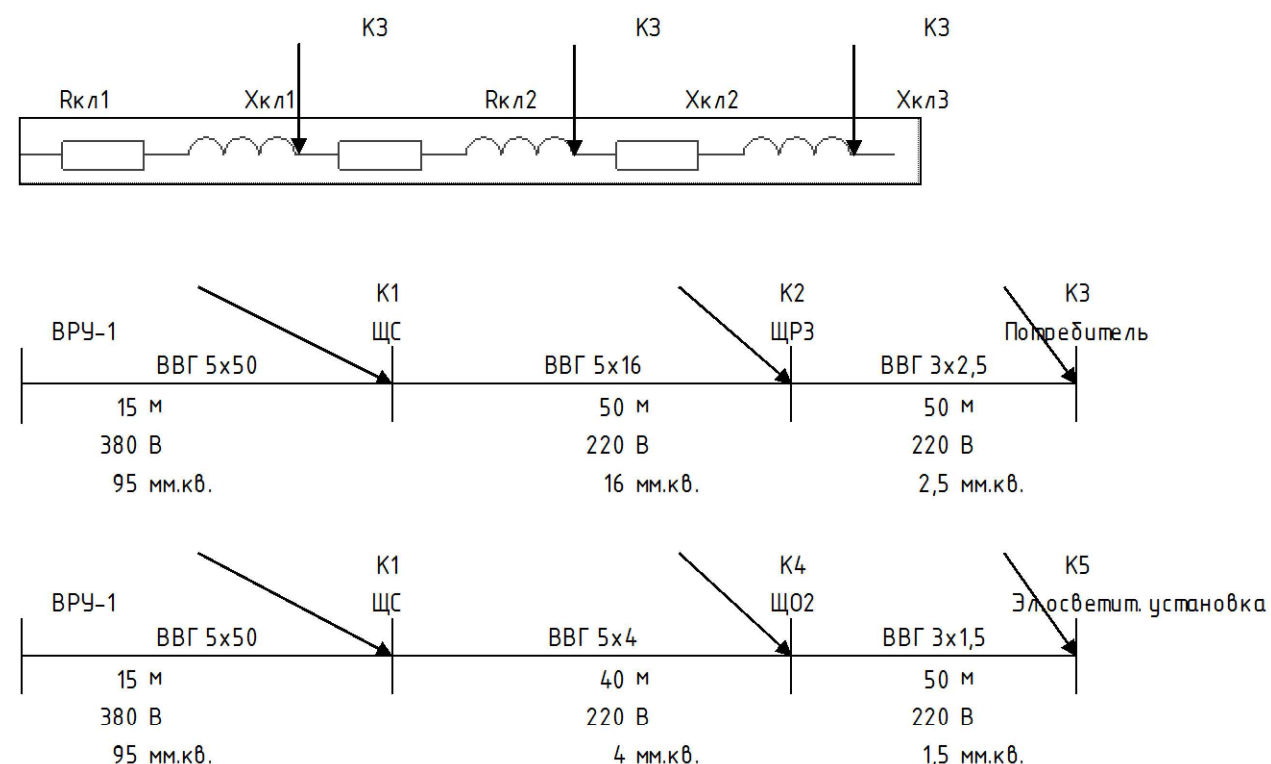 КЗ КЗ КЗ
Rкл1 Хкл1 Rкл2 Хкл2 Хкл3
К1 К2 К3
ВРУ-1 ЩС ЩР3 Потребитель
ВВГ 5х50 ВВГ 5х16 ВВГ 3х2,5
15 м 50 м 50 м
380 В 220 В 220 В
95 мм.кв. 16 мм.кв. 2,5 мм.кв.
К1 К4 К5
ВРУ-1 ЩС ЩО2 Эл.осветит. установка
ВВГ 5х50 ВВГ 5х4 ВВГ 3х1,5
15 м 40 м 50 м
380 В 220 В 220 В
95 мм.кв. 4 мм.кв. 1,5 мм.кв.